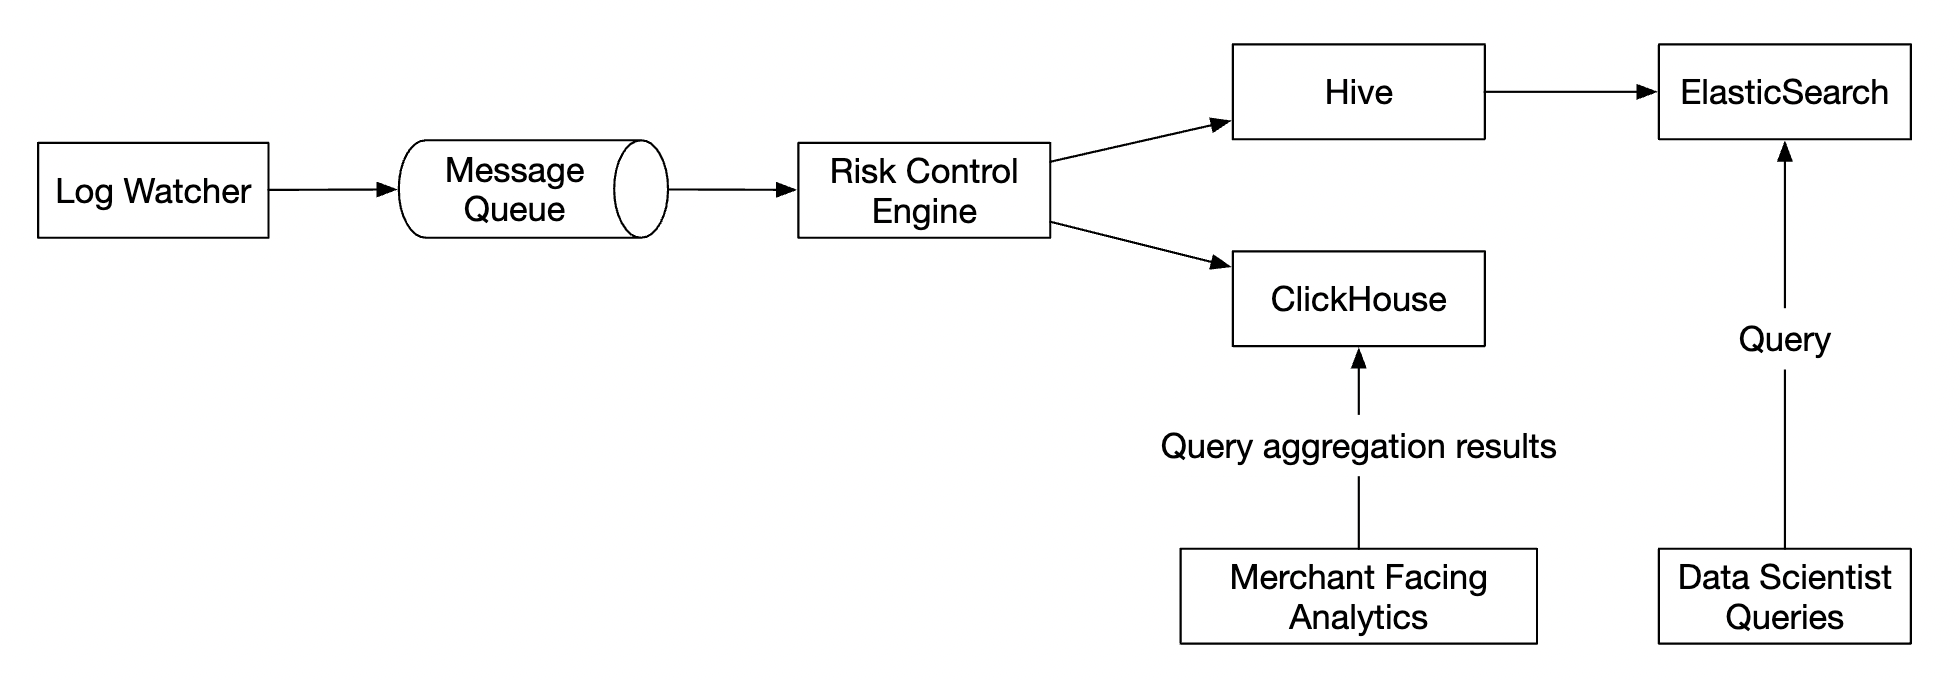 Log Watcher
Message
Queue
Risk Control
Engine
Hive
ElasticSearch
ClickHouse
Query
Query aggregation results
Merchant Facing
Analytics
Data Scientist
Queries